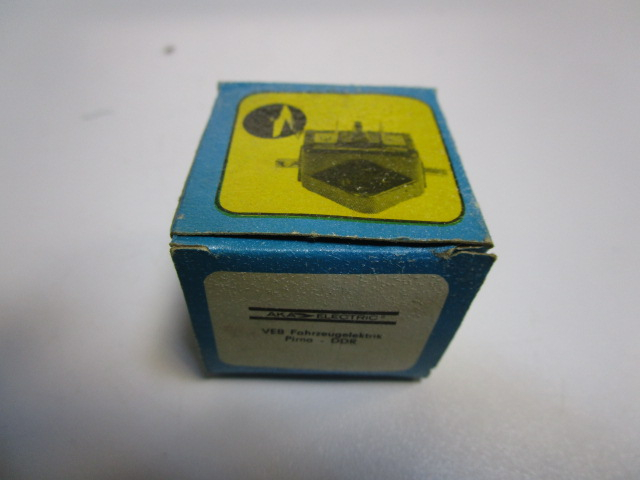 AKA ELECTRIC
VEB Fahrzeugelektrik
Pirna - DDR